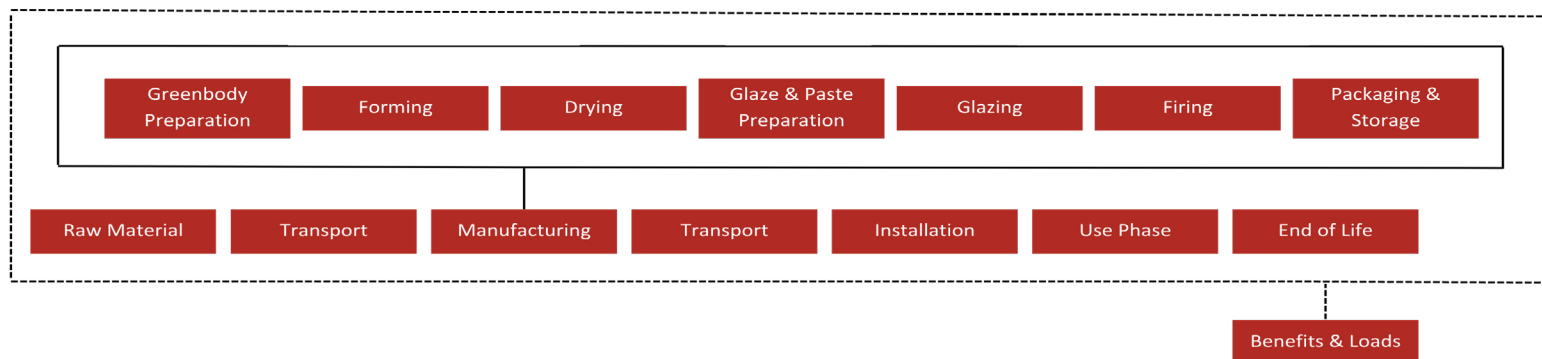 Greenbody
Preparation
Forming
Drying
Glaze & Paste
Preparation
Glazing
Firing
Packaging &
Storage
Raw Material
Transport
Manufacturing
Transport
Installation
Use Phase
End of Life
Benefits & Loads